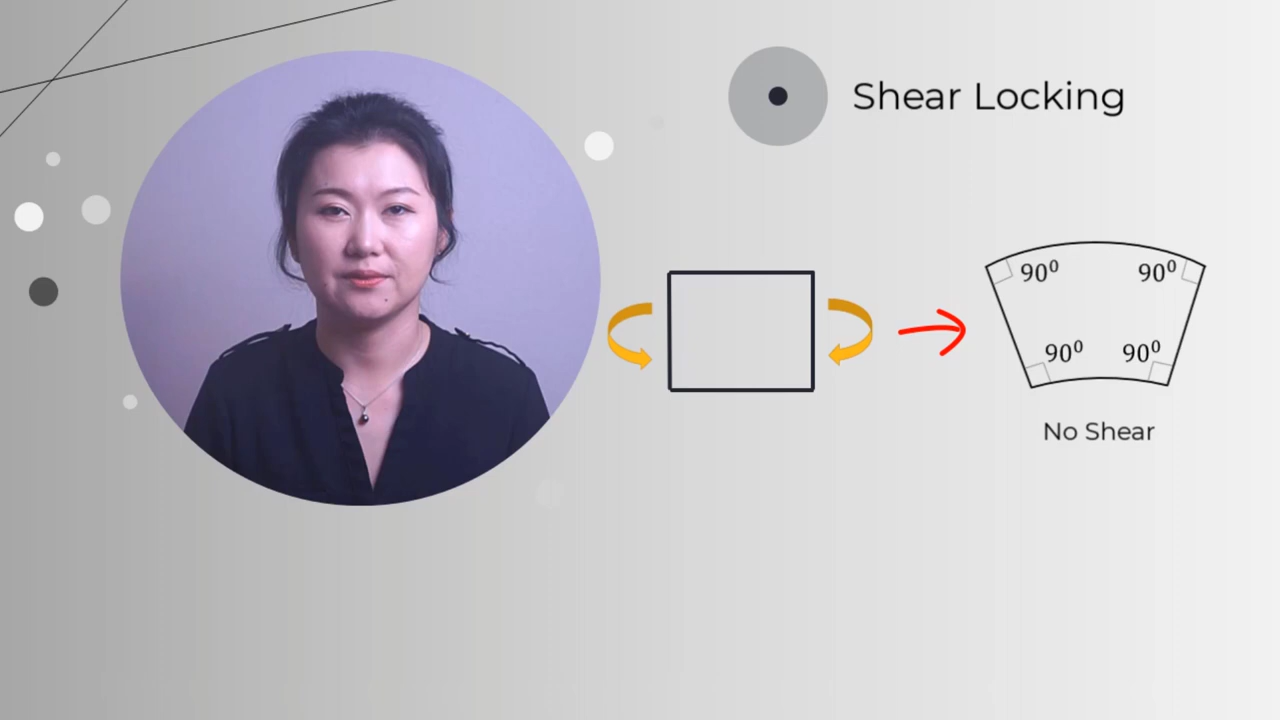 Shear Locking
90⁰ 90⁰
90⁰ 90⁰
No Shear